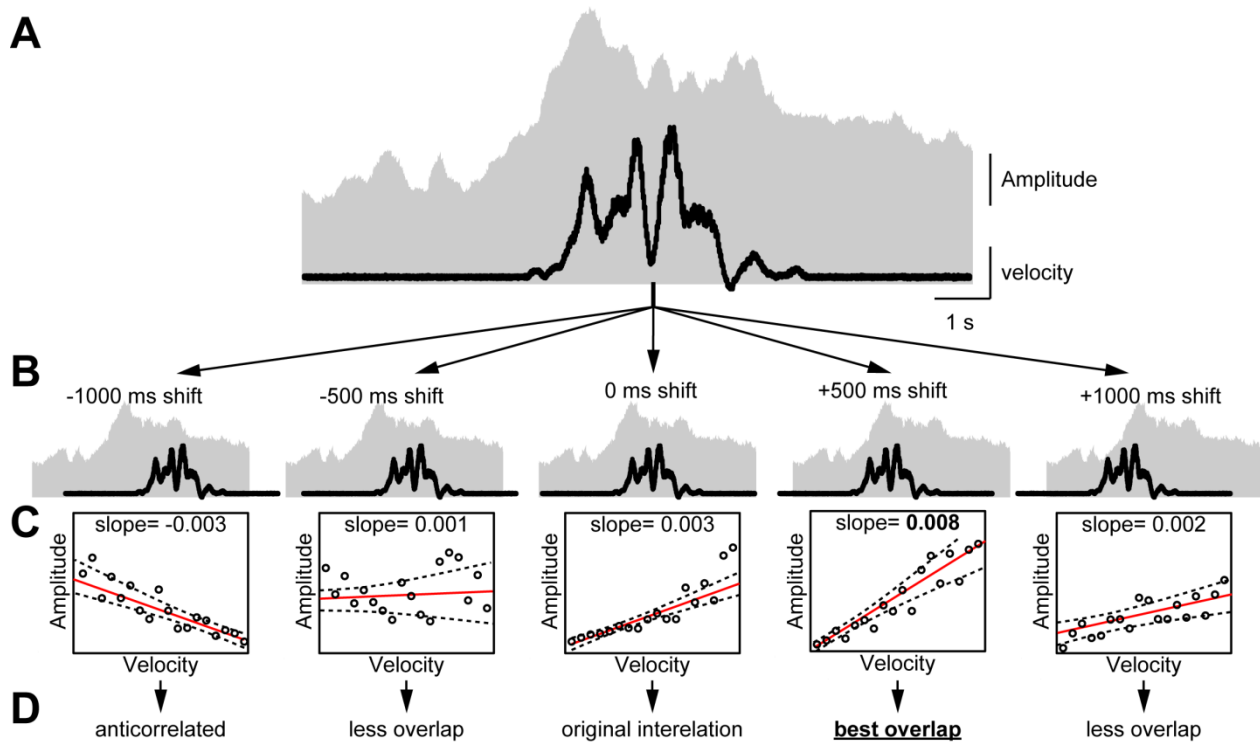 A
Amplitude
velocity
1 s
B
-1000 ms shift
-500 ms shift
0 ms shift
+500 ms shift
+1000 ms shift
C
slope= -0.003
slope= 0.001
slope= 0.003
slope= 0.008
slope= 0.002
Amplitude
Amplitude
Amplitude
Amplitude
Amplitude
Velocity
Velocity
Velocity
Velocity
Velocity
D
anticorrelated
less overlap
original interelation
best overlap
less overlap